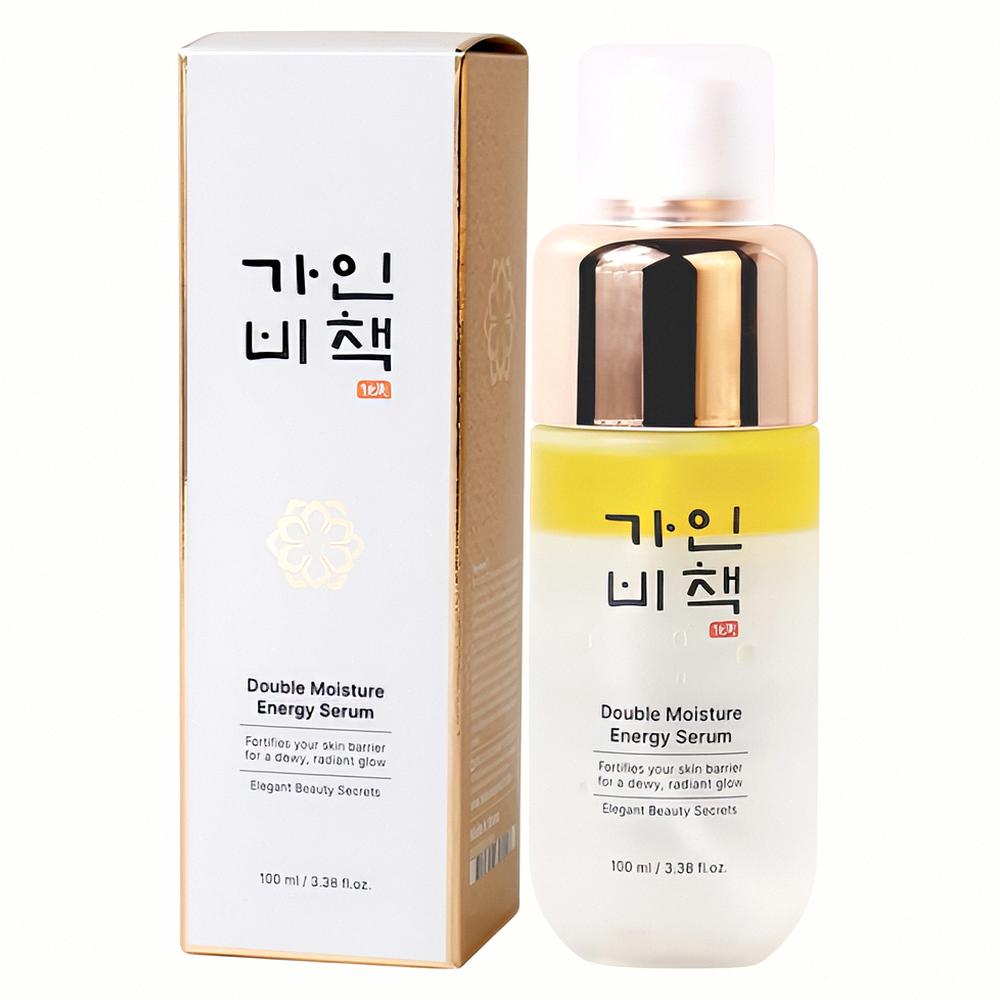 가인
비책
Double Moisture
Energy Serum
Fortifies your skin barrier
for a dewy, radiant glow
Elegant Beauty Secrets
100 ml / 3.38 fl.oz.
가인
비책
Double Moisture
Energy Serum
Fortifies your skin barrier
for a dewy, radiant glow
Elegant Beauty Secrets
100 ml / 3.38 fl.oz.